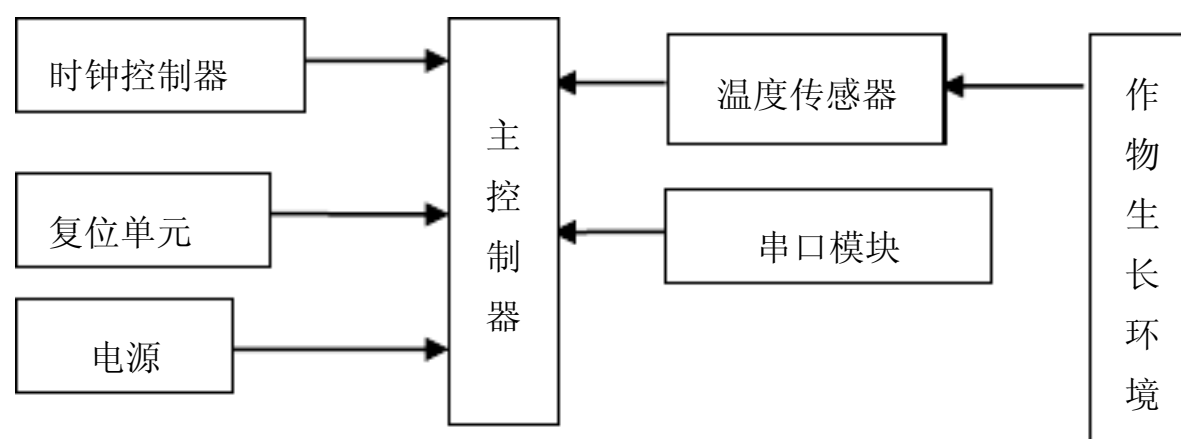 时钟控制器
复位单元
电源
主控制器
温度传感器
串口模块
作物生长环境